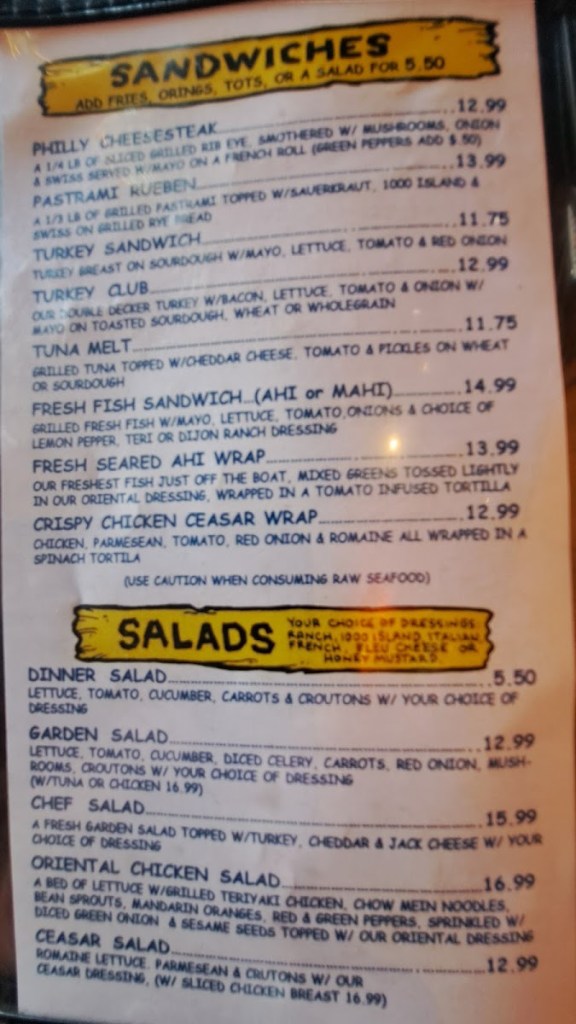 SANDWICHES
ADD FRIES, ORINGS, TOTS, OR A SALAD FOR 5.50
PHILLY CHEESESTEAK 12.99
A 1/4 LB OF SLICED GRILLED RIB EYE, SMOTHERED W/ MUSHROOMS, ONION
& SWISS SERVED W/MAYO ON A FRENCH ROLL (GREEN PEPPERS ADD $.50)
PASTRAMI RUEBEN 13.99
A 1/3 LB OF GRILLED PASTRAMI TOPPED W/SAUERKRAUT, 1000 ISLAND &
SWISS ON GRILLED RYE BREAD
TURKEY SANDWICH 11.75
TURKEY BREAST ON SOURDOUGH W/MAYO, LETTUCE, TOMATO & RED ONION
TURKEY CLUB 12.99
OUR DOUBLE DECKER TURKEY W/BACON, LETTUCE, TOMATO & ONION W/
MAYO ON TOASTED SOURDOUGH, WHEAT OR WHOLEGRAIN
TUNA MELT 11.75
GRILLED TUNA TOPPED W/CHEDDAR CHEESE, TOMATO & PICKLES ON WHEAT
OR SOURDOUGH
FRESH FISH SANDWICH...(AHI or MAHI) 14.99
GRILLED FRESH FISH W/MAYO, LETTUCE, TOMATO,ONIONS & CHOICE OF
LEMON PEPPER, TERI OR DIJON RANCH DRESSING
FRESH SEARED AHI WRAP 13.99
OUR FRESHEST FISH JUST OFF THE BOAT, MIXED GREENS TOSSED LIGHTLY
IN OUR ORIENTAL DRESSING, WRAPPED IN A TOMATO INFUSED TORTILLA
CRISPY CHICKEN CEASAR WRAP 12.99
CHICKEN, PARMESEAN, TOMATO, RED ONION & ROMAINE ALL WRAPPED IN A
SPINACH TORTILA
(USE CAUTION WHEN CONSUMING RAW SEAFOOD)
SALADS
YOUR CHOICE OF DRESSINGS
RANCH, 1000 ISLAND, ITALIAN,
FRENCH, BLEU CHEESE OR
HONEY MUSTARD
DINNER SALAD 5.50
LETTUCE, TOMATO, CUCUMBER, CARROTS & CROUTONS W/ YOUR CHOICE OF
DRESSING
GARDEN SALAD 12.99
LETTUCE, TOMATO, CUCUMBER, DICED CELERY, CARROTS, RED ONION, MUSH-
ROOMS, CROUTONS W/ YOUR CHOICE OF DRESSING
(W/TUNA OR CHICKEN 16.99)
CHEF SALAD 15.99
A FRESH GARDEN SALAD TOPPED W/TURKEY, CHEDDAR & JACK CHEESE W/ YOUR
CHOICE OF DRESSING
ORIENTAL CHICKEN SALAD 16.99
A BED OF LETTUCE W/GRILLED TERIYAKI CHICKEN, CHOW MEIN NOODLES,
BEAN SPROUTS, MANDARIN ORANGES, RED & GREEN PEPPERS, SPRINKLED W/
DICED GREEN ONION & SESAME SEEDS TOPPED W/ OUR ORIENTAL DRESSING
CEASAR SALAD 12.99
ROMAINE LETTUCE, PARMESEAN & CRUTONS W/ OUR
CEASAR DRESSING, (W/ SLICED CHICKEN BREAST 16.99)